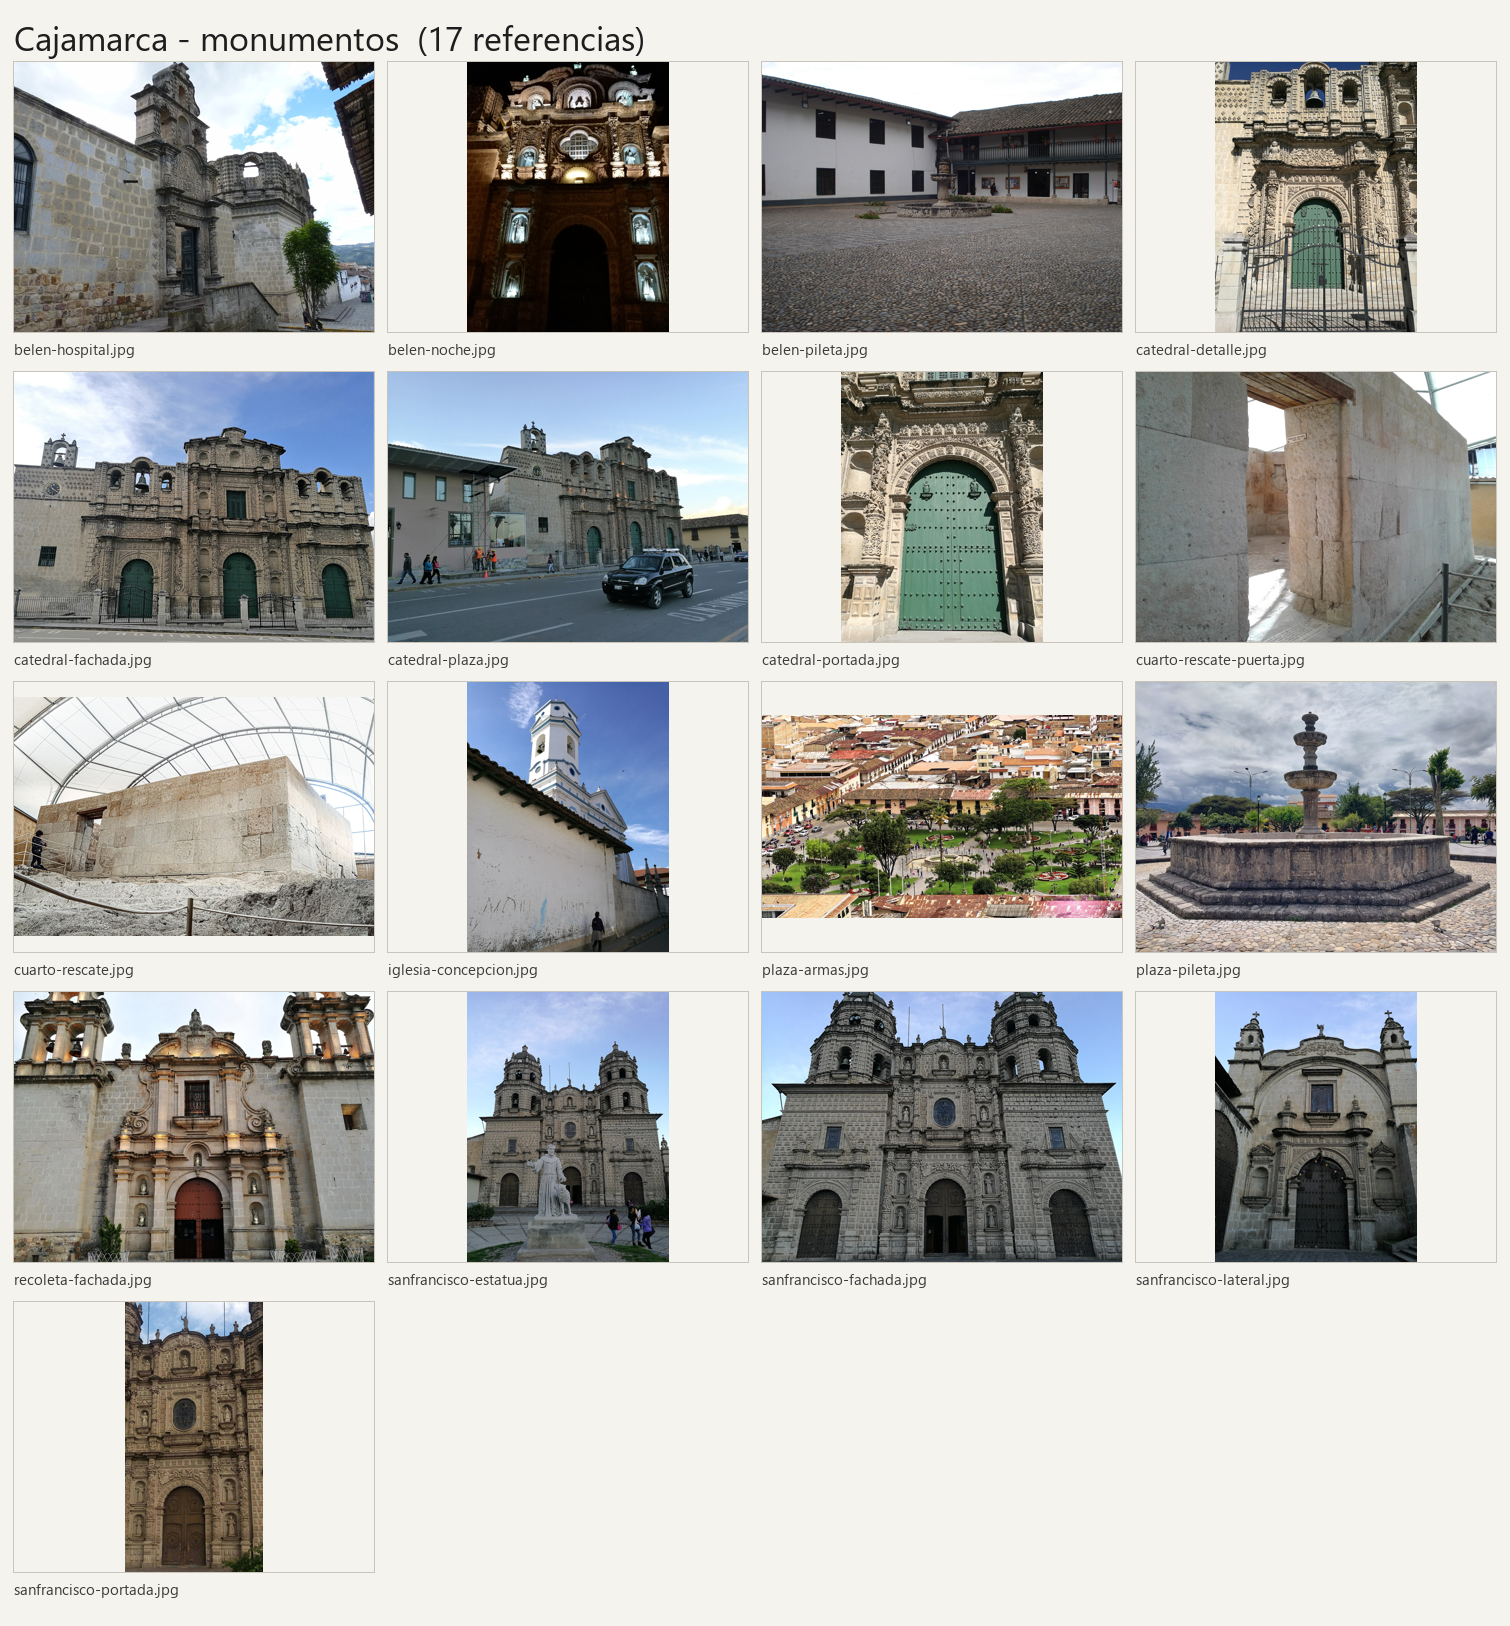 Cajamarca - monumentos (17 referencias)
belen-hospital.jpg
belen-noche.jpg
belen-pileta.jpg
catedral-detalle.jpg
catedral-fachada.jpg
catedral-plaza.jpg
catedral-portada.jpg
cuarto-rescate-puerta.jpg
cuarto-rescate.jpg
iglesia-concepcion.jpg
plaza-armas.jpg
plaza-pileta.jpg
recoleta-fachada.jpg
sanfrancisco-estatua.jpg
sanfrancisco-fachada.jpg
sanfrancisco-lateral.jpg
sanfrancisco-portada.jpg